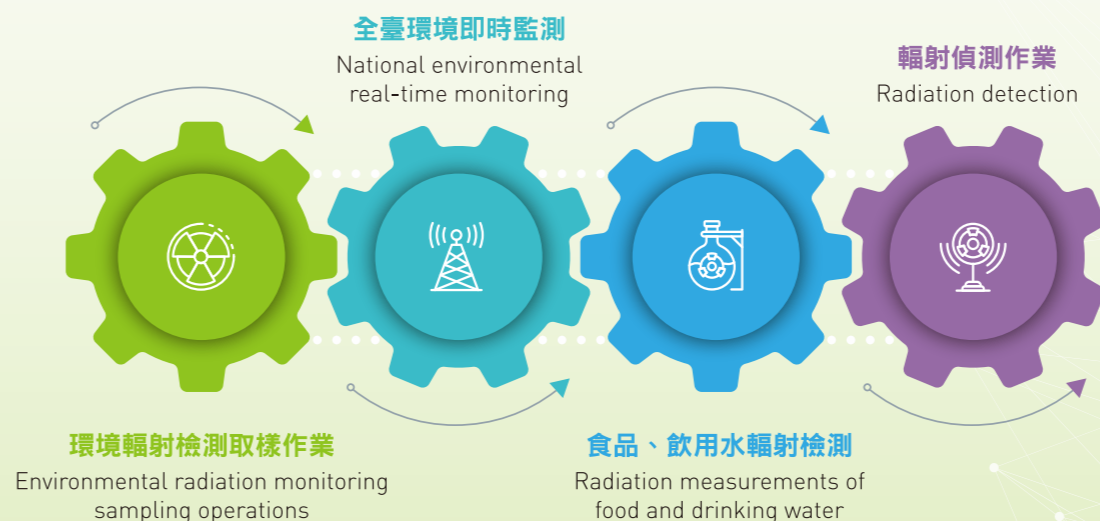 全臺環境即時監測
National environmental
real-time monitoring
輻射偵測作業
Radiation detection
環境輻射檢測取樣作業
Environmental radiation monitoring
sampling operations
食品、飲用水輻射檢測
Radiation measurements of
food and drinking water